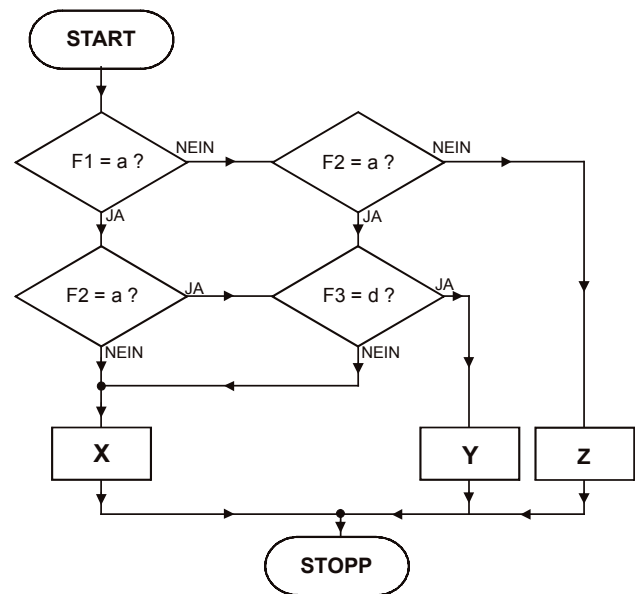 START
F1 = a ?
NEIN
F2 = a ?
NEIN
JA
JA
F2 = a ?
JA
F3 = d ?
JA
NEIN
NEIN
X
Y
Z
STOPP